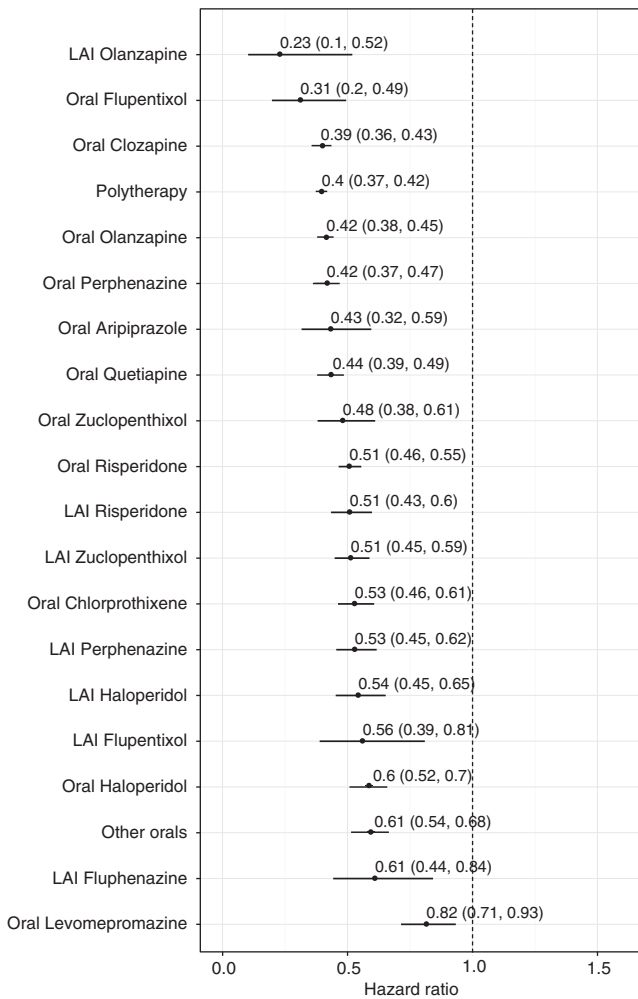 LAI Olanzapine 0.23 (0.1, 0.52)
Oral Flupentixol 0.31 (0.2, 0.49)
Oral Clozapine 0.39 (0.36, 0.43)
Polytherapy 0.4 (0.37, 0.42)
Oral Olanzapine 0.42 (0.38, 0.45)
Oral Perphenazine 0.42 (0.37, 0.47)
Oral Aripiprazole 0.43 (0.32, 0.59)
Oral Quetiapine 0.44 (0.39, 0.49)
Oral Zuclopenthixol 0.48 (0.38, 0.61)
Oral Risperidone 0.51 (0.46, 0.55)
LAI Risperidone 0.51 (0.43, 0.6)
LAI Zuclopenthixol 0.51 (0.45, 0.59)
Oral Chlorprothixene 0.53 (0.46, 0.61)
LAI Perphenazine 0.53 (0.45, 0.62)
LAI Haloperidol 0.54 (0.45, 0.65)
LAI Flupentixol 0.56 (0.39, 0.81)
Oral Haloperidol 0.6 (0.52, 0.7)
Other orals 0.61 (0.54, 0.68)
LAI Fluphenazine 0.61 (0.44, 0.84)
Oral Levomepromazine 0.82 (0.71, 0.93)
0.0 0.5 1.0 1.5
Hazard ratio